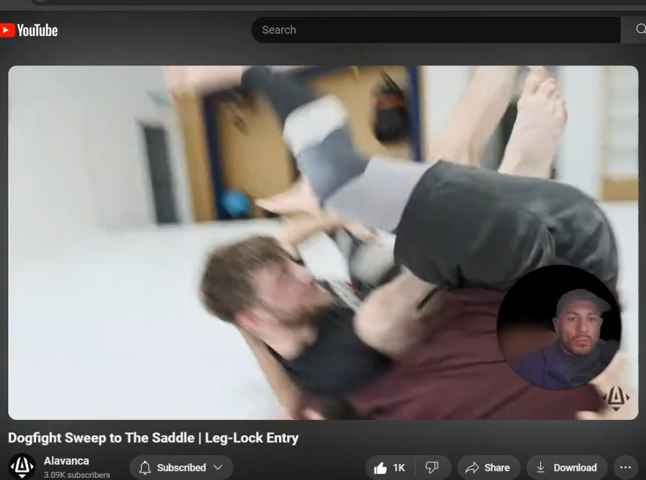 YouTube
Search
Dogfight Sweep to The Saddle | Leg-Lock Entry
Alavanca
3.09K subscribers
Subscribed
1K
Share
Download